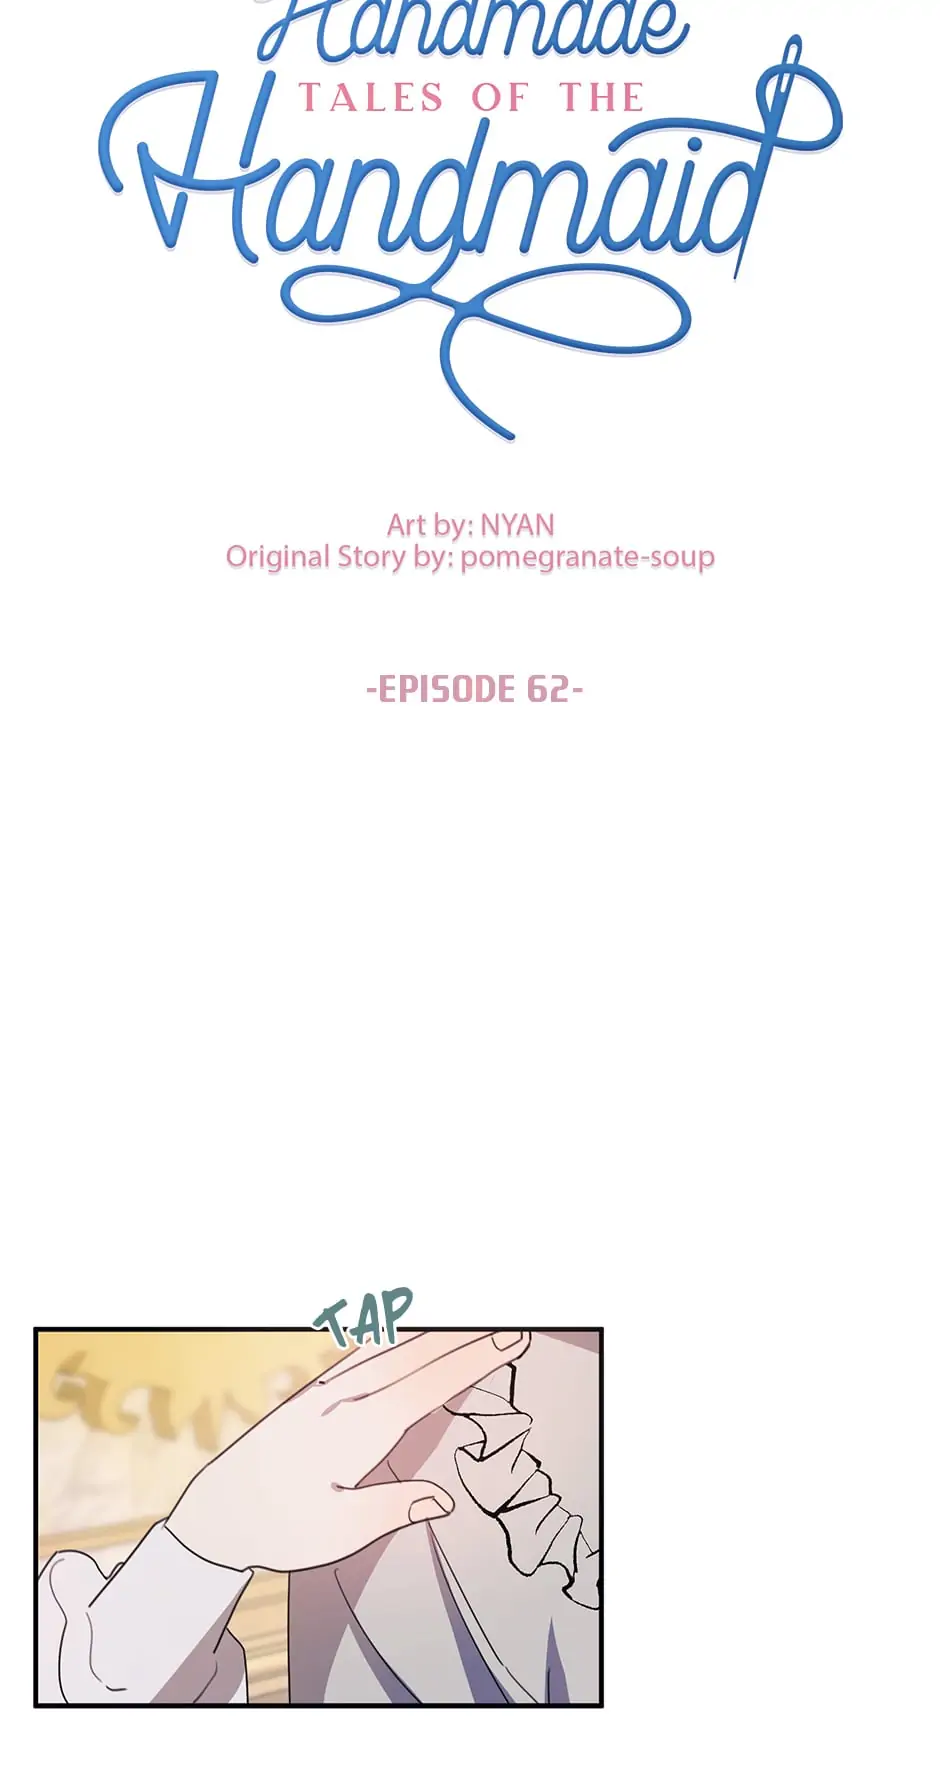 Handmade
TALES OF THE
Handmaid
Art by: NYAN
Original Story by: pomegranate-soup
-EPISODE 62-
TAP